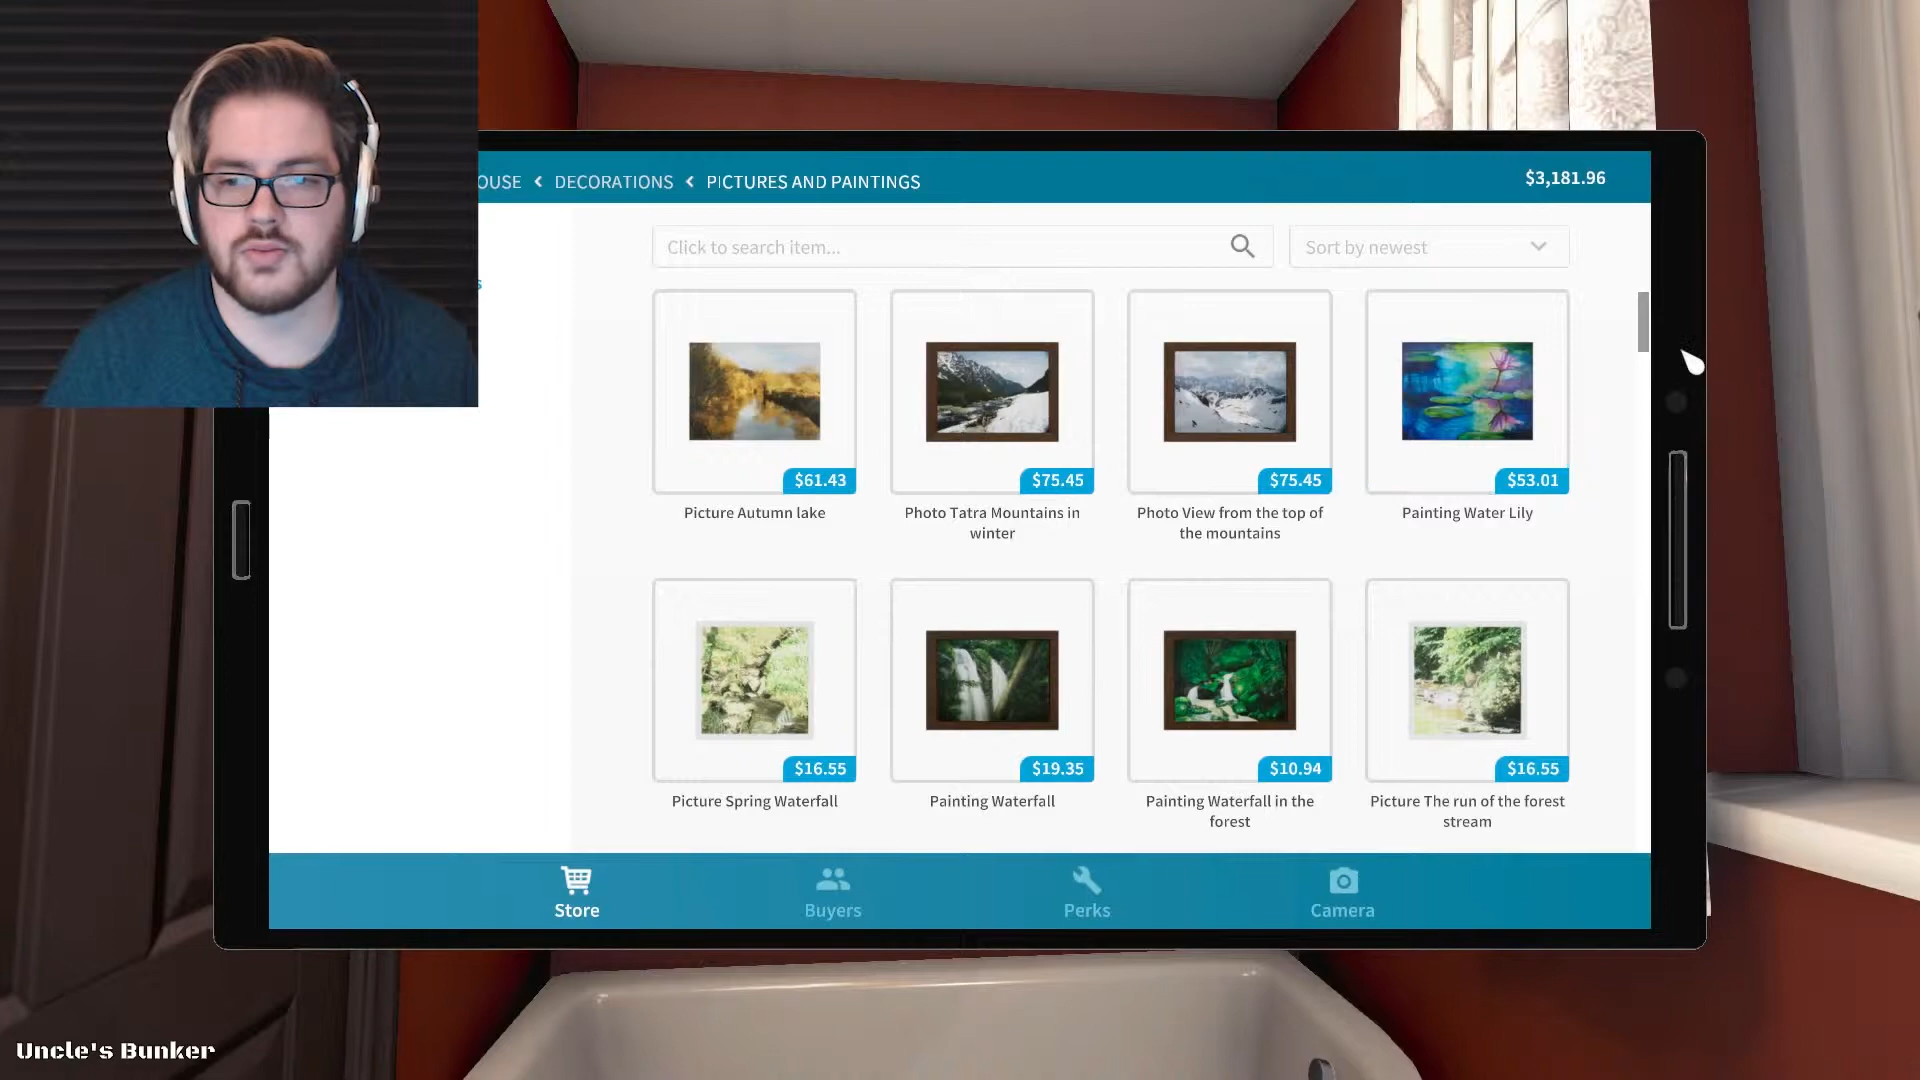 OUSE < DECORATIONS < PICTURES AND PAINTINGS
$3,181.96
Click to search item...
Sort by newest
$61.43
$75.45
$75.45
$53.01
Picture Autumn lake
Photo Tatra Mountains in
winter
Photo View from the top of
the mountains
Painting Water Lily
$16.55
$19.35
$10.94
$16.55
Picture Spring Waterfall
Painting Waterfall
Painting Waterfall in the
forest
Picture The run of the forest
stream
Store
Buyers
Perks
Camera
Uncle's Bunker